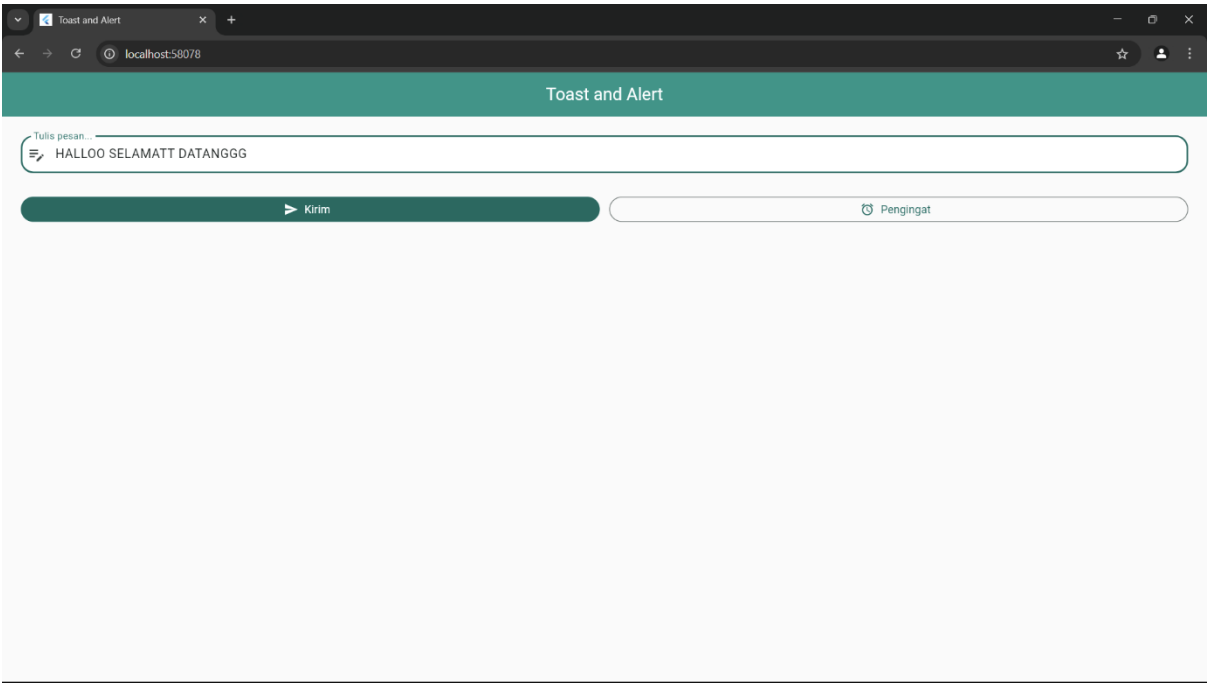 Toast and Alert
localhost:58078
Toast and Alert
Tulis pesan...
HALLOO SELAMATT DATANGGG
Kirim
Pengingat